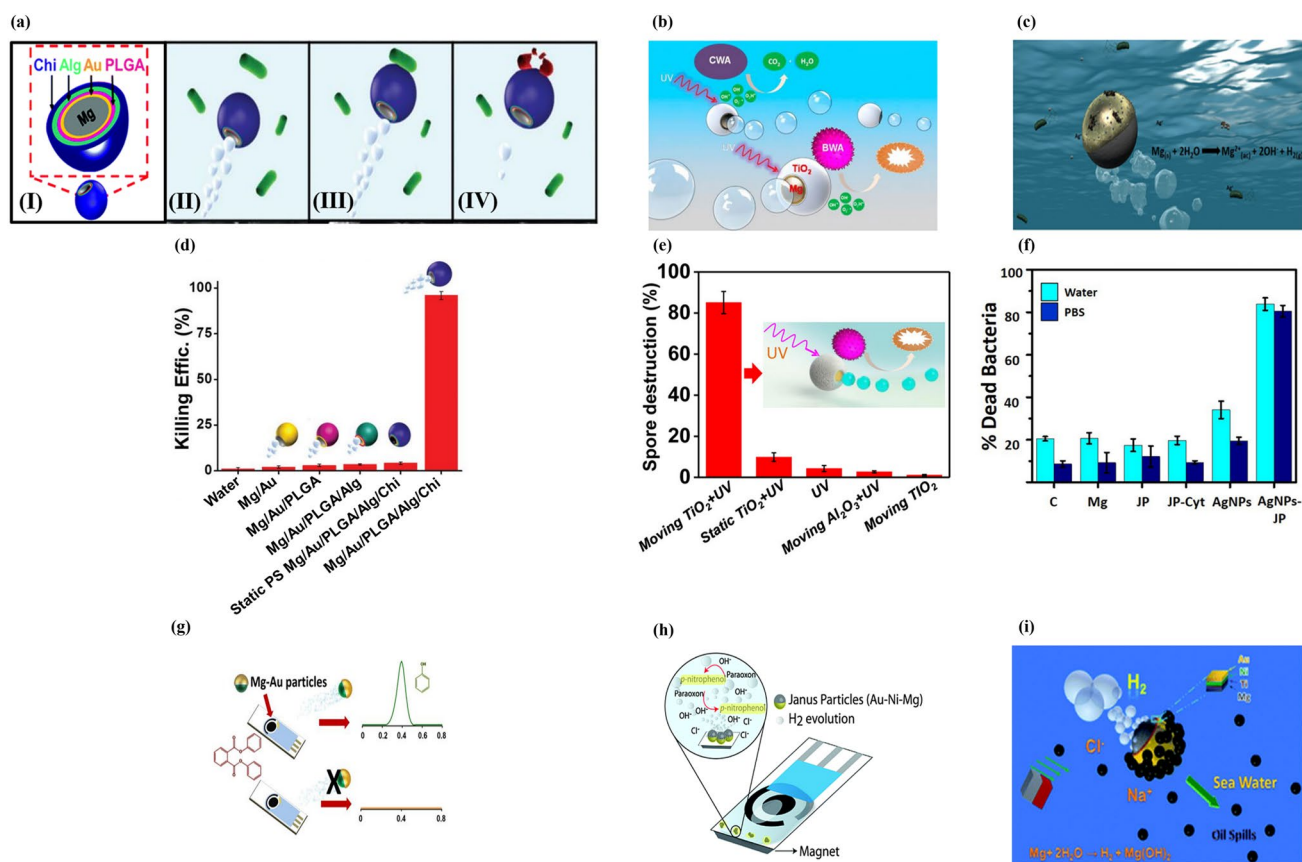 (a)
Chi Alg Au PLGA
Mg
(I)
(II)
(III)
(IV)
(b)
CWA
CO₂ + H₂O
UV
UV
BWA
TiO₂
Mg
(c)
Mg(s) + 2H₂O → Mg²⁺(ac) + 2OH⁻ + H₂(g)
(d)
Killing Effic. (%)
100
75
50
25
0
Water
Mg/Au
Mg/Au/PLGA
Mg/Au/PLGA/Alg
Static PS Mg/Au/PLGA/Alg/Chi
Mg/Au/PLGA/Alg/Chi
(e)
Spore destruction (%)
100
80
60
40
20
0
UV
Moving TiO₂+UV
Static TiO₂+UV
UV
Moving Al₂O₃+UV
Moving TiO₂
(f)
% Dead Bacteria
100
80
60
40
20
0
Water
PBS
C
Mg
JP
JP-Cyt
AgNPs
AgNPs-
JP
(g)
Mg-Au particles
OH
0 0.4 0.8
X
0 0.4 0.8
(h)
OH⁻
p-nitrophenol
Paraoxon
Paraoxon
OH⁻
p-nitrophenol
OH⁻
OH⁻
OH⁻
OH⁻
Cl⁻
Cl⁻
Cl⁻
Janus Particles (Au-Ni-Mg)
H₂ evolution
Magnet
(i)
Au
Ni
Ti
Mg
H₂
Cl⁻
Na⁺
Sea Water
Oil Spills
Mg+ 2H₂O → H₂ + Mg(OH)₂